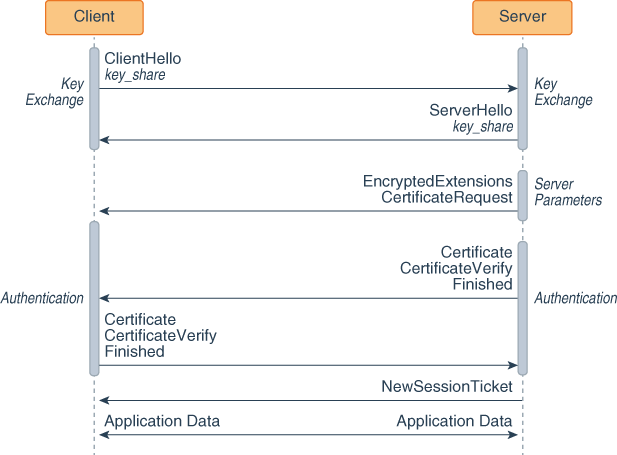 Client
Server
ClientHello
key_share
Key
Exchange
Key
Exchange
ServerHello
key_share
EncryptedExtensions
CertificateRequest
Server
Parameters
Certificate
CertificateVerify
Finished
Authentication
Authentication
Certificate
CertificateVerify
Finished
NewSessionTicket
Application Data
Application Data